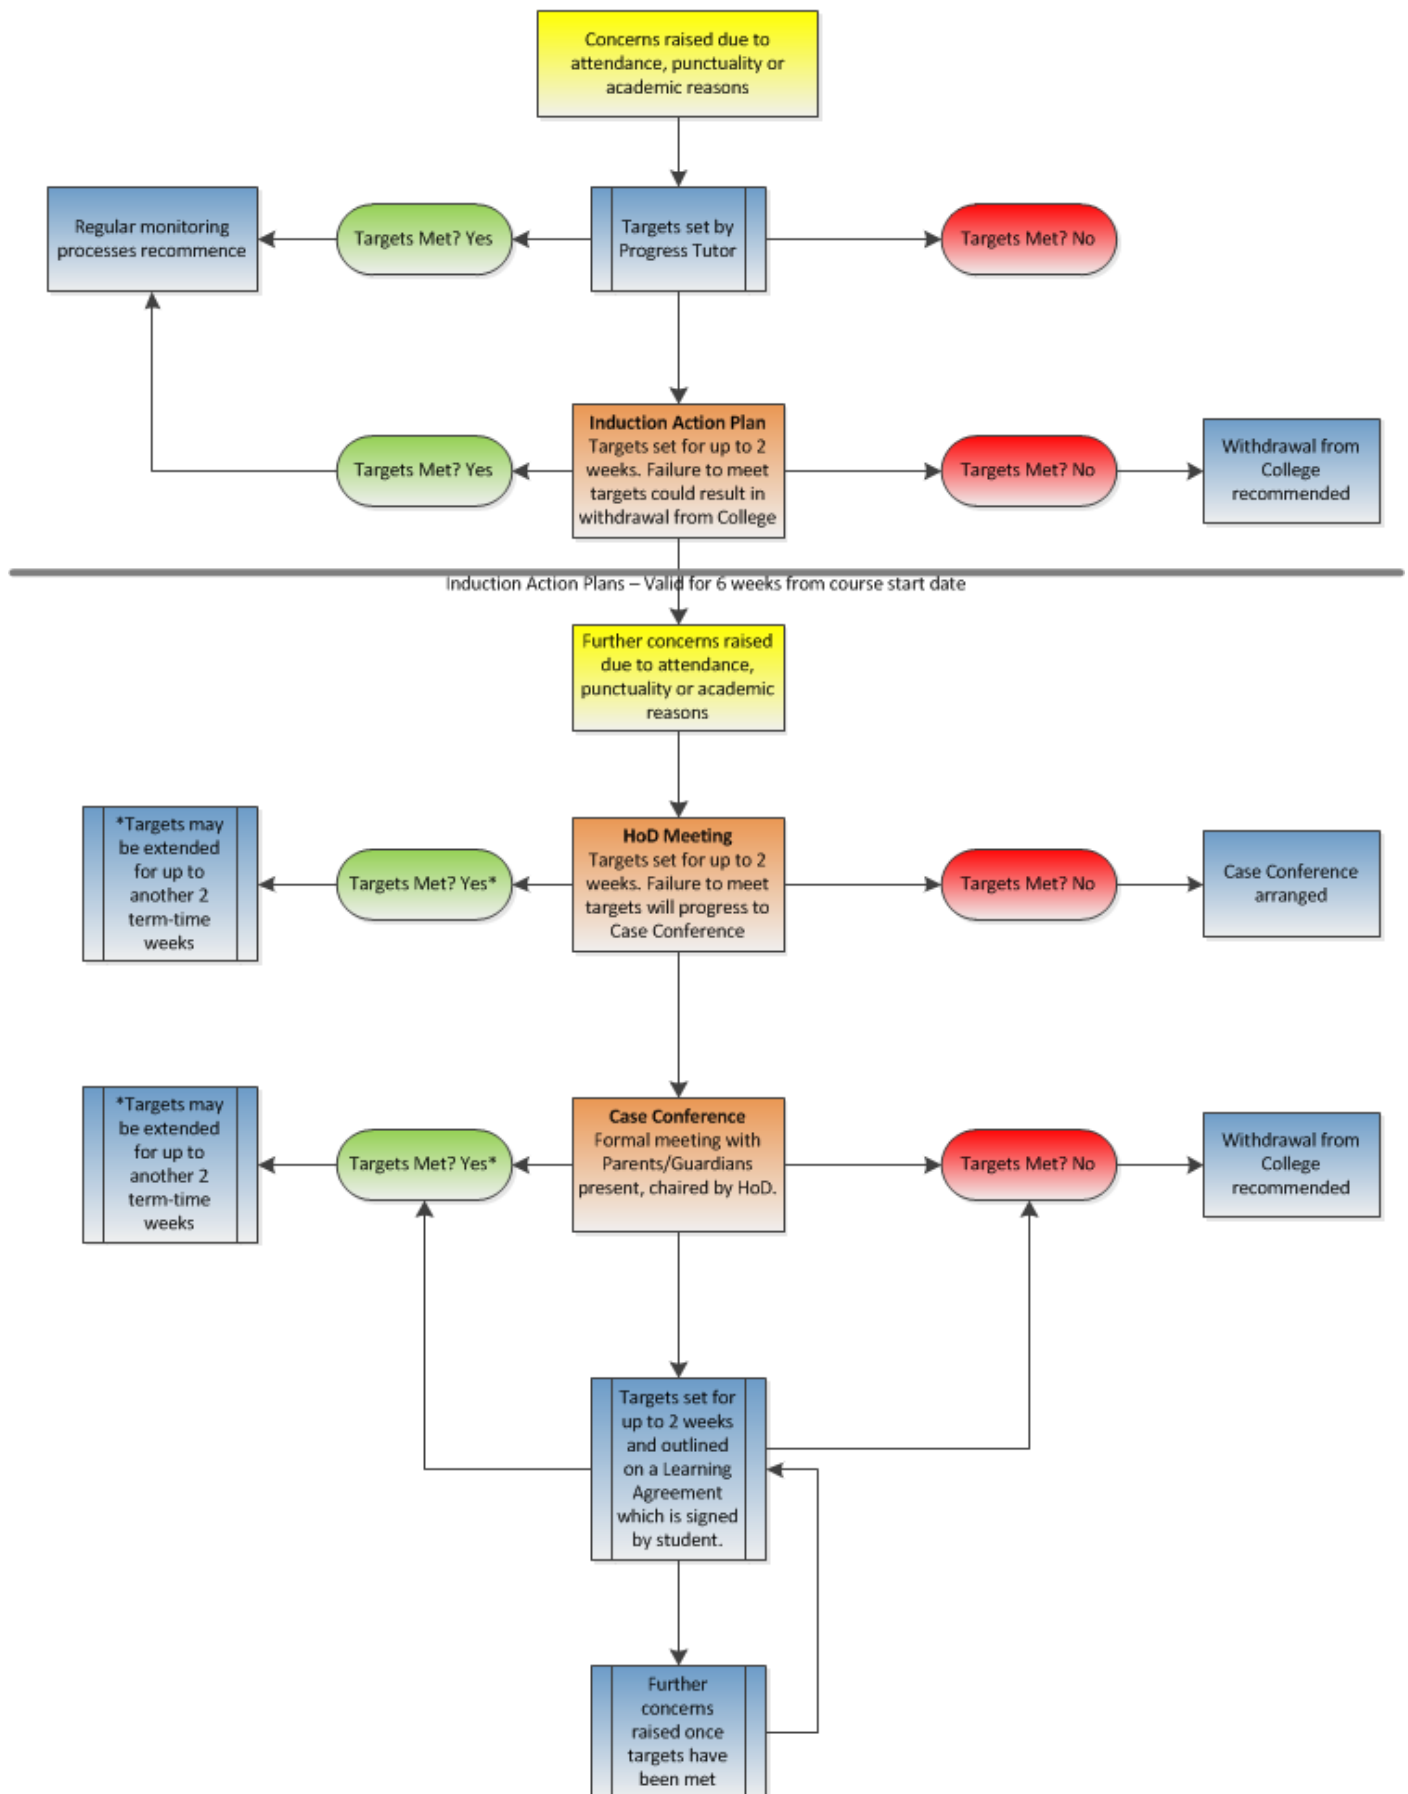 Concerns raised due to
attendance, punctuality or
academic reasons
Regular monitoring
processes recommence
Targets Met? Yes
Targets set by
Progress Tutor
Targets Met? No
Targets Met? Yes
Induction Action Plan
Targets set for up to 2
weeks. Failure to meet
targets could result in
withdrawal from College
Targets Met? No
Withdrawal from
College
recommended
Induction Action Plans – Valid for 6 weeks from course start date
Further concerns raised
due to attendance,
punctuality or academic
reasons
*Targets may
be extended
for up to
another 2
term-time
weeks
Targets Met? Yes*
HoD Meeting
Targets set for up to 2
weeks. Failure to meet
targets will progress to
Case Conference
Targets Met? No
Case Conference
arranged
*Targets may
be extended
for up to
another 2
term-time
weeks
Targets Met? Yes*
Case Conference
Formal meeting with
Parents/Guardians
present, chaired by HoD.
Targets Met? No
Withdrawal from
College
recommended
Targets set for
up to 2 weeks
and outlined
on a Learning
Agreement
which is signed
by student.
Further
concerns
raised once
targets have
been met